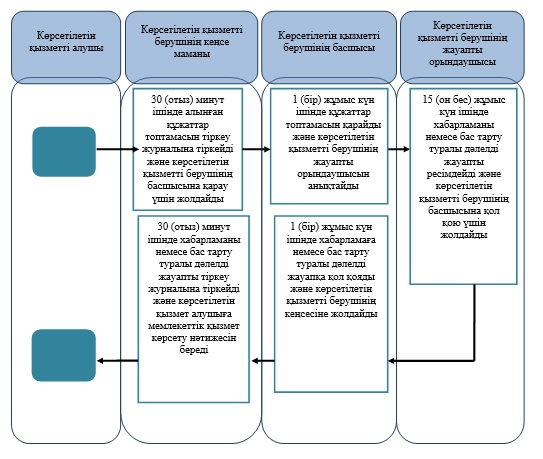 Көрсетілетін
қызметті алушы
Көрсетілетін қызметті
берушінің кеңсе
маманы
Көрсетілетін қызметті
берушінің басшысы
Көрсетілетін
қызметті берушінің
жауапты
орындаушысы
30 (отыз) минут
ішінде алынған
құжаттар
топтамасын тіркеу
журналына тіркейді
және көрсетілетін
қызметті берушінің
басшысына қарау
үшін жолдайды
1 (бір) жұмыс күн
ішінде құжаттар
топтамасын қарайды
және көрсетілетін
қызметті берушінің
жауапты
орындаушысын
анықтайды
15 (он бес) жұмыс
күн ішінде
хабарламаны
немесе бас тарту
туралы дәлелді
жауапты
ресімдейді және
көрсетілетін
қызметті берушінің
басшысына қол
қою үшін
жолдайды
30 (отыз) минут
ішінде хабарламаны
немесе бас тарту
туралы дәлелді
жауапты тіркеу
журналына тіркейді
және көрсетілетін
қызмет алушыға
мемлекеттік қызмет
көрсету нәтижесін
береді
1 (бір) жұмыс күн
ішінде хабарламаға
немесе бас тарту
туралы дәлелді
жауапқа қол қояды
және көрсетілетін
қызметті берушінің
кеңсесіне жолдайды